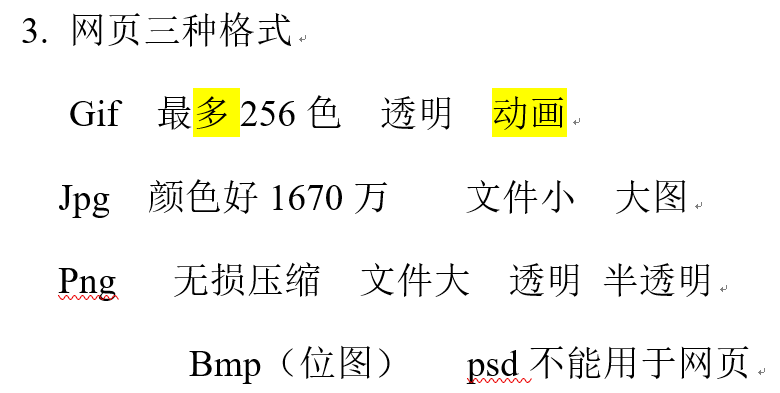 3. 网页三种格式
Gif 最多 256 色 透明 动画
Jpg 颜色好 1670 万 文件小 大图
Png 无损压缩 文件大 透明 半透明
Bmp（位图） psd 不能用于网页